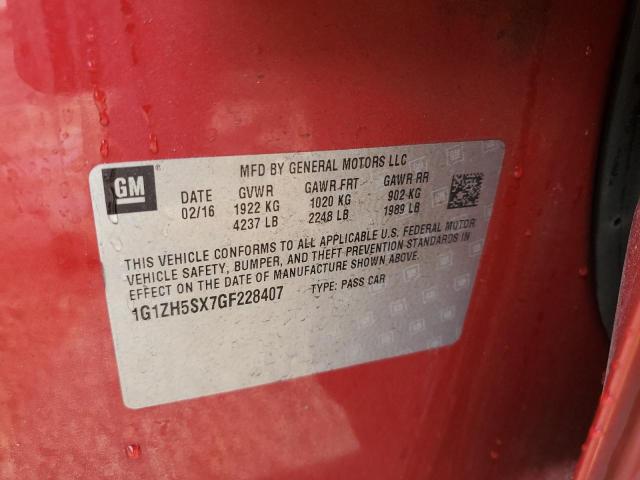 MFD BY GENERAL MOTORS LLC
GM ®
DATE GVWR GAWR FRT GAWR RR
02/16 1922 KG 1020 KG 902 KG
4237 LB 2248 LB 1989 LB
THIS VEHICLE CONFORMS TO ALL APPLICABLE U.S. FEDERAL MOTOR
VEHICLE SAFETY, BUMPER, AND THEFT PREVENTION STANDARDS IN
EFFECT ON THE DATE OF MANUFACTURE SHOWN ABOVE.
1G1ZH5SX7GF228407 TYPE: PASS CAR